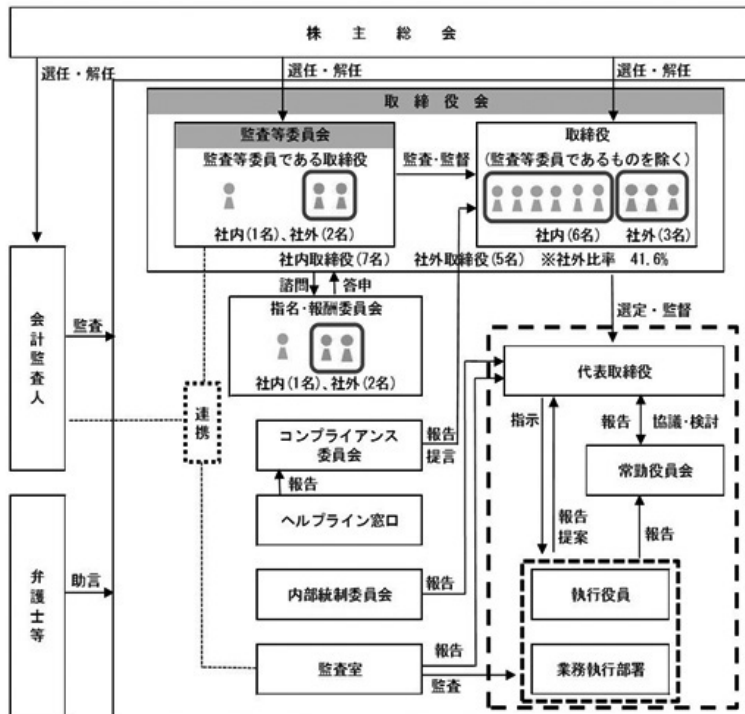 株主総会
選任・解任
選任・解任
選任・解任
取締役会
監査等委員会
監査等委員である取締役
社内(1名)、社外(2名)
監査・監督
取締役
(監査等委員であるものを除く)
社内(6名)
社外(3名)
社内取締役(7名)
社外取締役(5名)
※社外比率 41.6%
諮問
答申
指名・報酬委員会
社内(1名)、社外(2名)
選定・監督
会計監査人
監査
連携
代表取締役
指示
報告
協議・検討
コンプライアンス
委員会
報告
提言
常勤役員会
報告
ヘルプライン窓口
報告
提案
報告
弁護士等
助言
内部統制委員会
報告
執行役員
監査室
報告
監査
業務執行部署